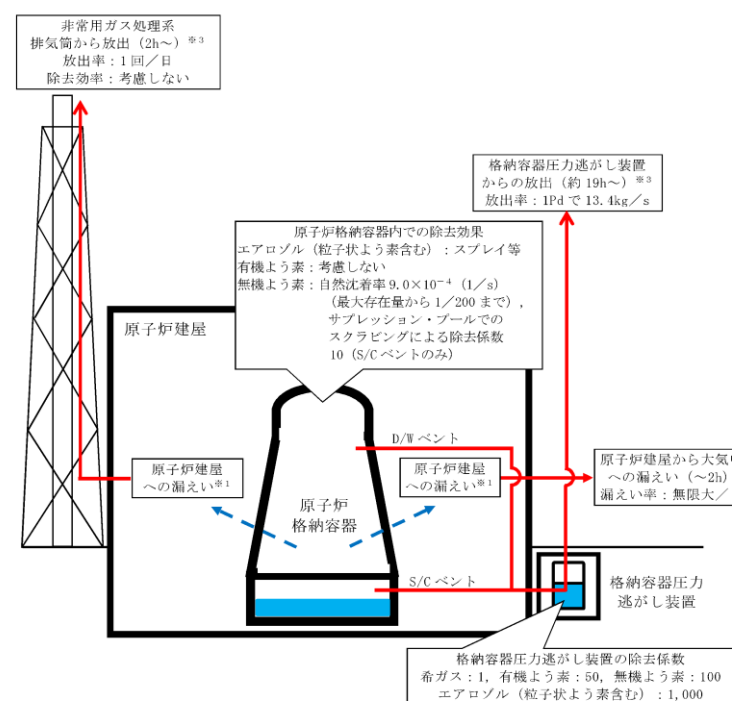 非常用ガス処理系
排気筒から放出（2h～）※3
放出率：1回／日
除去効率：考慮しない
格納容器圧力逃がし装置
からの放出（約19h～）※3
放出率：1Pdで13.4kg／s
原子炉格納容器内での除去効果
エアロゾル（粒子状よう素含む）：スプレイ等
有機よう素：考慮しない
無機よう素：自然沈着率9.0×10⁻⁴（1/s）
（最大存在量から1／200まで），
サプレッション・プールでの
スクラビングによる除去係数
10（S/Cベントのみ）
原子炉建屋
D/Wベント
原子炉建屋
への漏えい※1
原子炉建屋
への漏えい※1
原子炉建屋から大気中
への漏えい（～2h）
漏えい率：無限大／
原子炉
格納容器
S/Cベント
格納容器圧力
逃がし装置
格納容器圧力逃がし装置の除去係数
希ガス：1，有機よう素：50，無機よう素：100
エアロゾル（粒子状よう素含む）：1,000